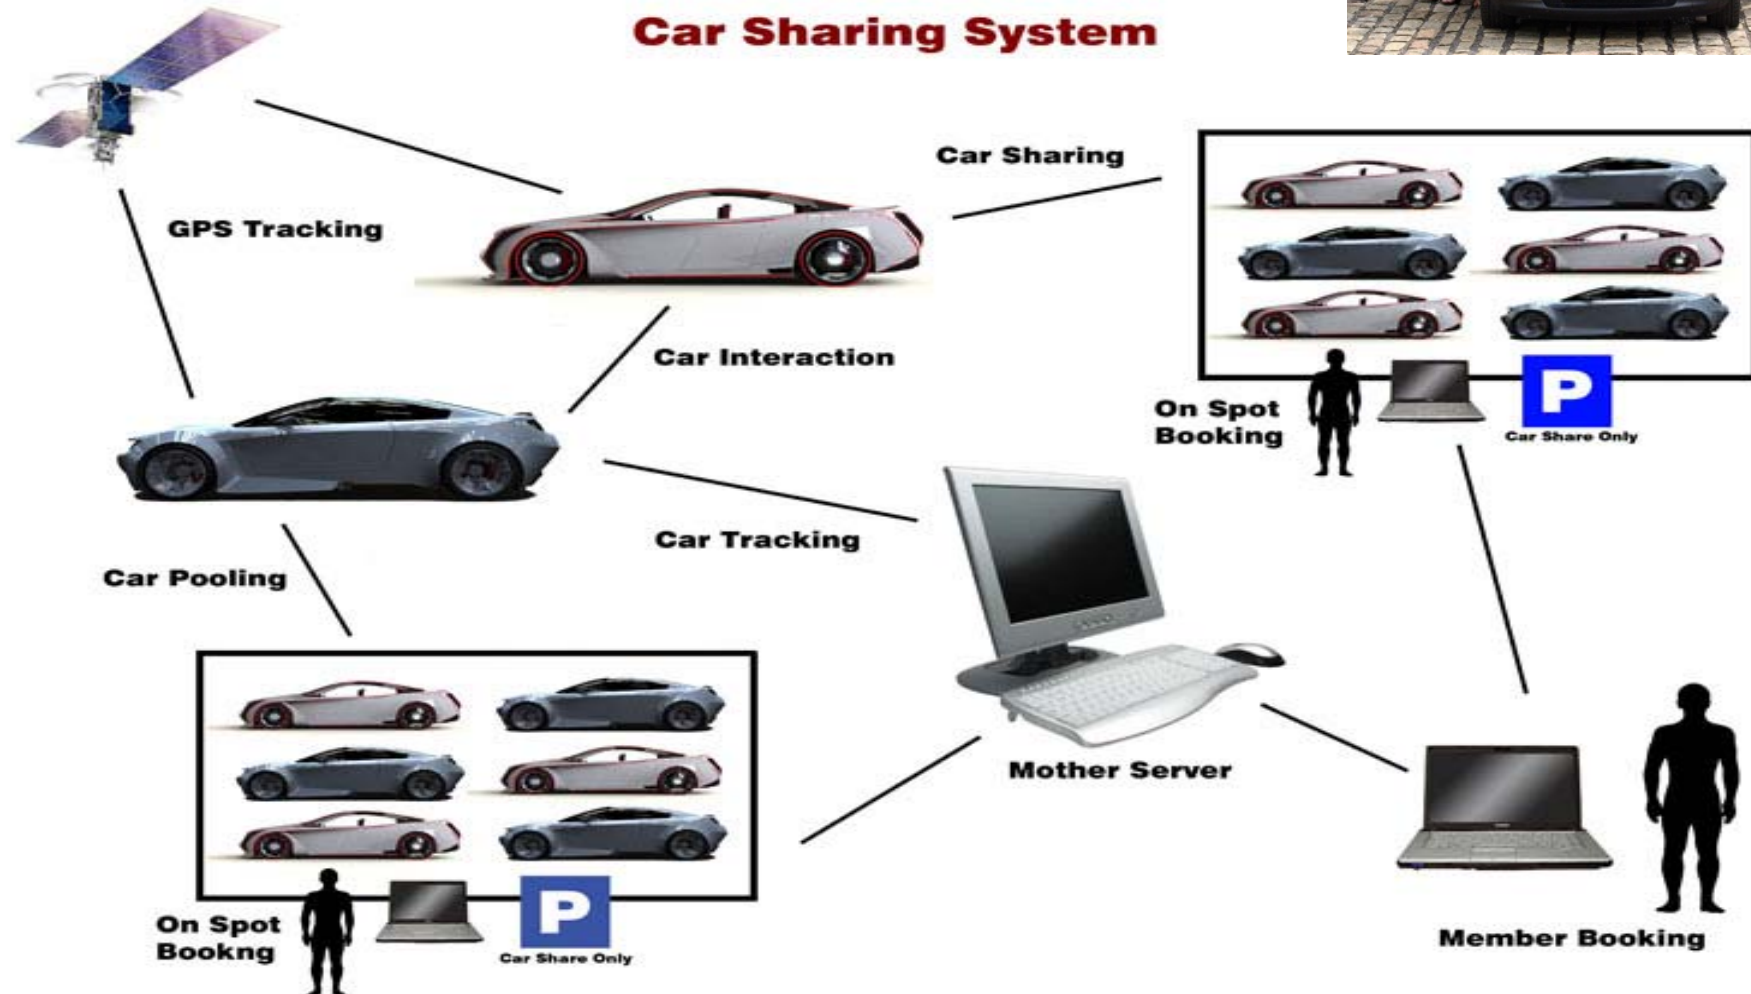 Car Sharing System
Car Sharing
GPS Tracking
Car Interaction
On Spot
Booking
P
Car Share Only
Car Tracking
Car Pooling
Mother Server
On Spot
Bookng
P
Car Share Only
Member Booking